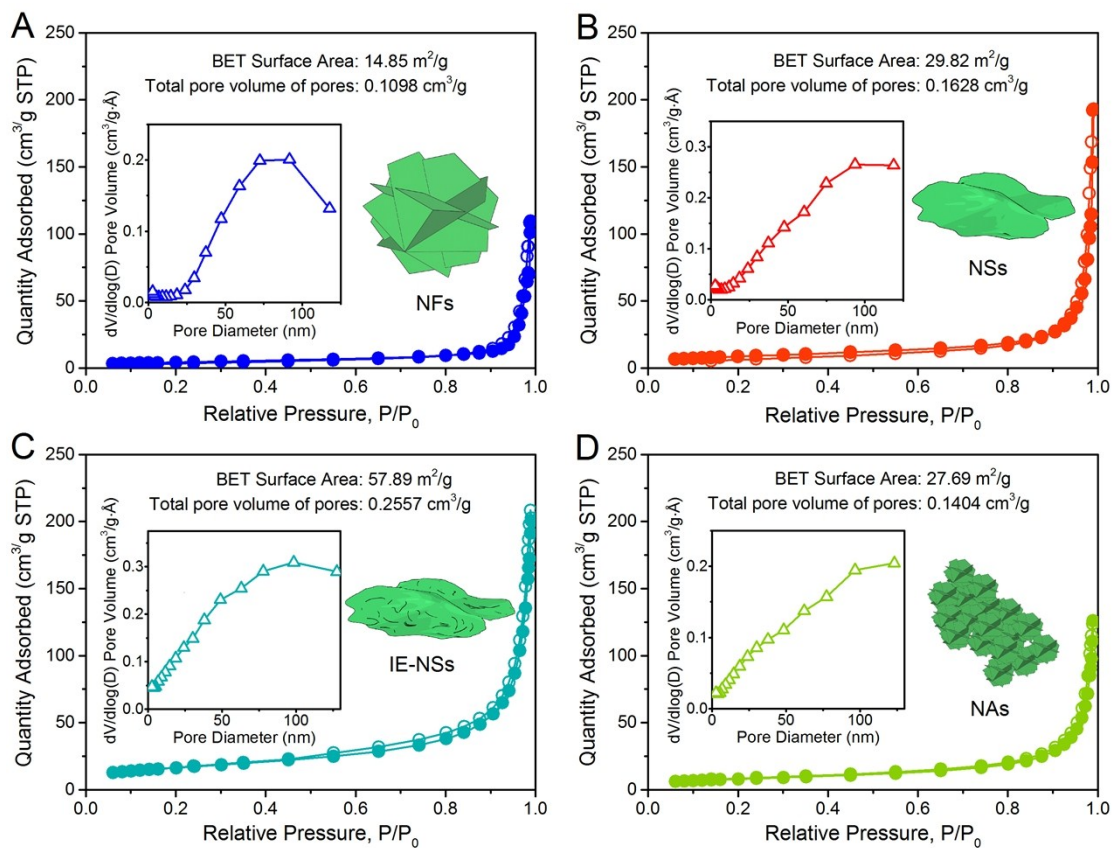 A
BET Surface Area: 14.85 m²/g
Total pore volume of pores: 0.1098 cm³/g
Quantity Adsorbed (cm³/g STP)
250
200
150
100
50
0
0.0 0.2 0.4 0.6 0.8 1.0
Relative Pressure, P/P₀
dV/dlog(D) Pore Volume (cm³/g·Å)
0.2
0.1
0.0
0 50 100
Pore Diameter (nm)
NFs
B
BET Surface Area: 29.82 m²/g
Total pore volume of pores: 0.1628 cm³/g
Quantity Adsorbed (cm³/g STP)
250
200
150
100
50
0
0.0 0.2 0.4 0.6 0.8 1.0
Relative Pressure, P/P₀
dV/dlog(D) Pore Volume (cm³/g·Å)
0.3
0.2
0.1
0.0
0 50 100
Pore Diameter (nm)
NSs
C
BET Surface Area: 57.89 m²/g
Total pore volume of pores: 0.2557 cm³/g
Quantity Adsorbed (cm³/g STP)
250
200
150
100
50
0
0.0 0.2 0.4 0.6 0.8 1.0
Relative Pressure, P/P₀
dV/dlog(D) Pore Volume (cm³/g·Å)
0.3
0.2
0.1
0.0
0 50 100
Pore Diameter (nm)
IE-NSs
D
BET Surface Area: 27.69 m²/g
Total pore volume of pores: 0.1404 cm³/g
Quantity Adsorbed (cm³/g STP)
250
200
150
100
50
0
0.0 0.2 0.4 0.6 0.8 1.0
Relative Pressure, P/P₀
dV/dlog(D) Pore Volume (cm³/g·Å)
0.2
0.1
0.0
0 50 100
Pore Diameter (nm)
NAs